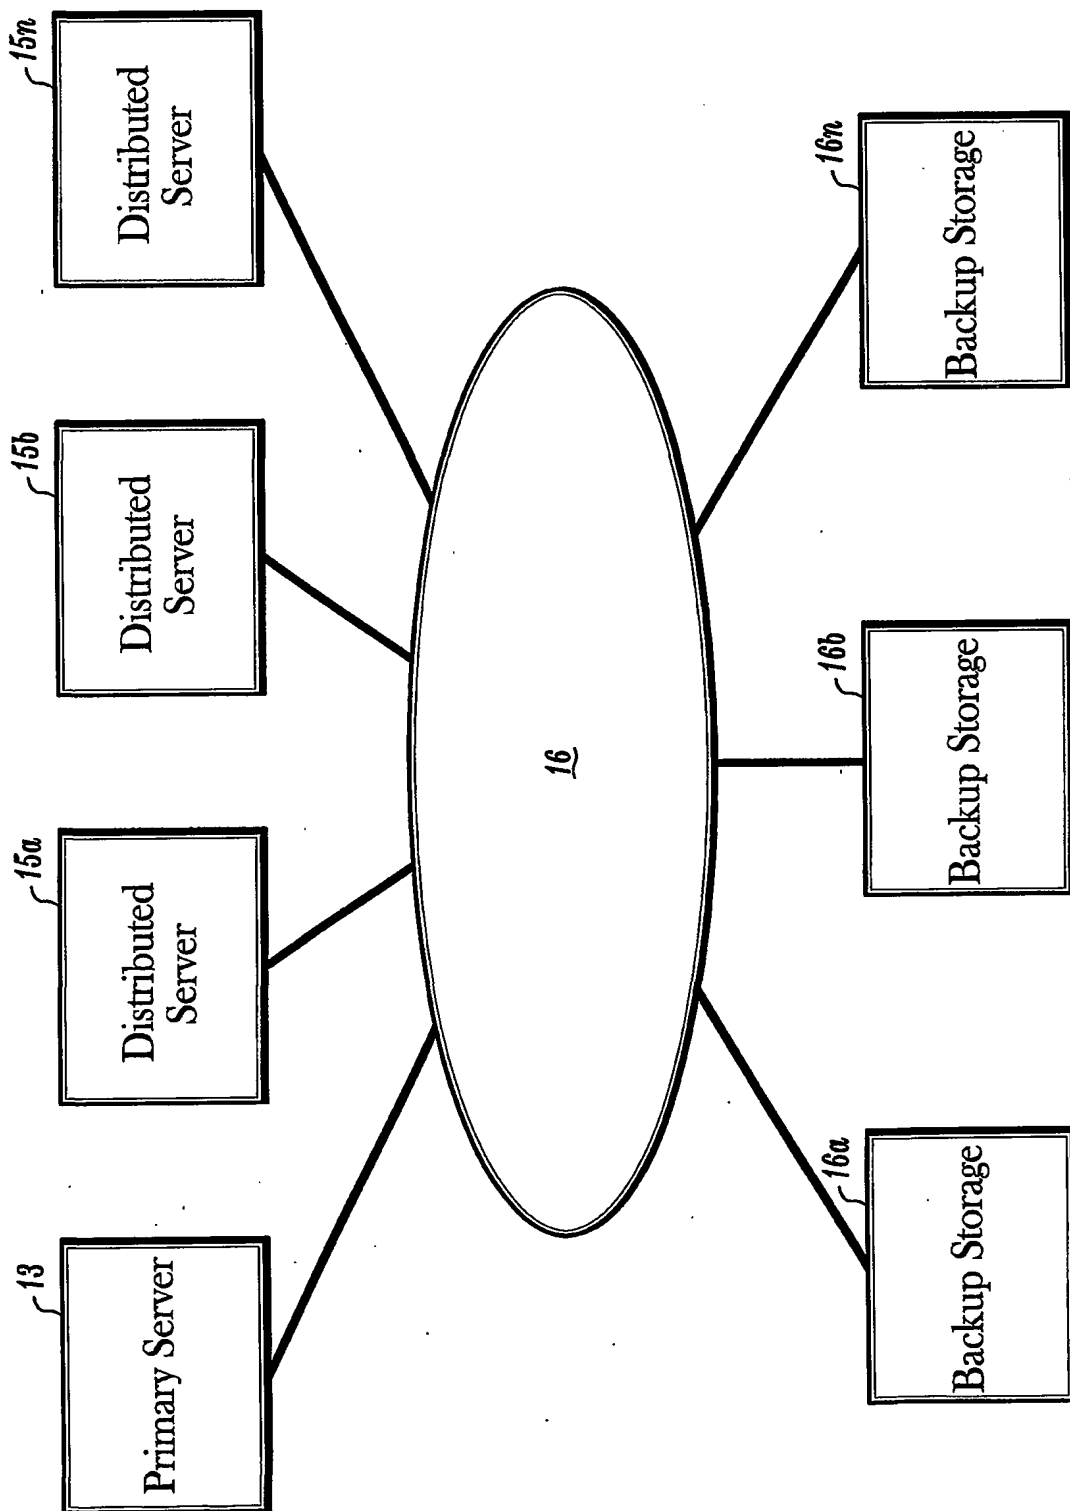 13
Primary Server
15a
Distributed
Server
15b
Distributed
Server
15n
Distributed
Server
16
16a
Backup Storage
16b
Backup Storage
16n
Backup Storage